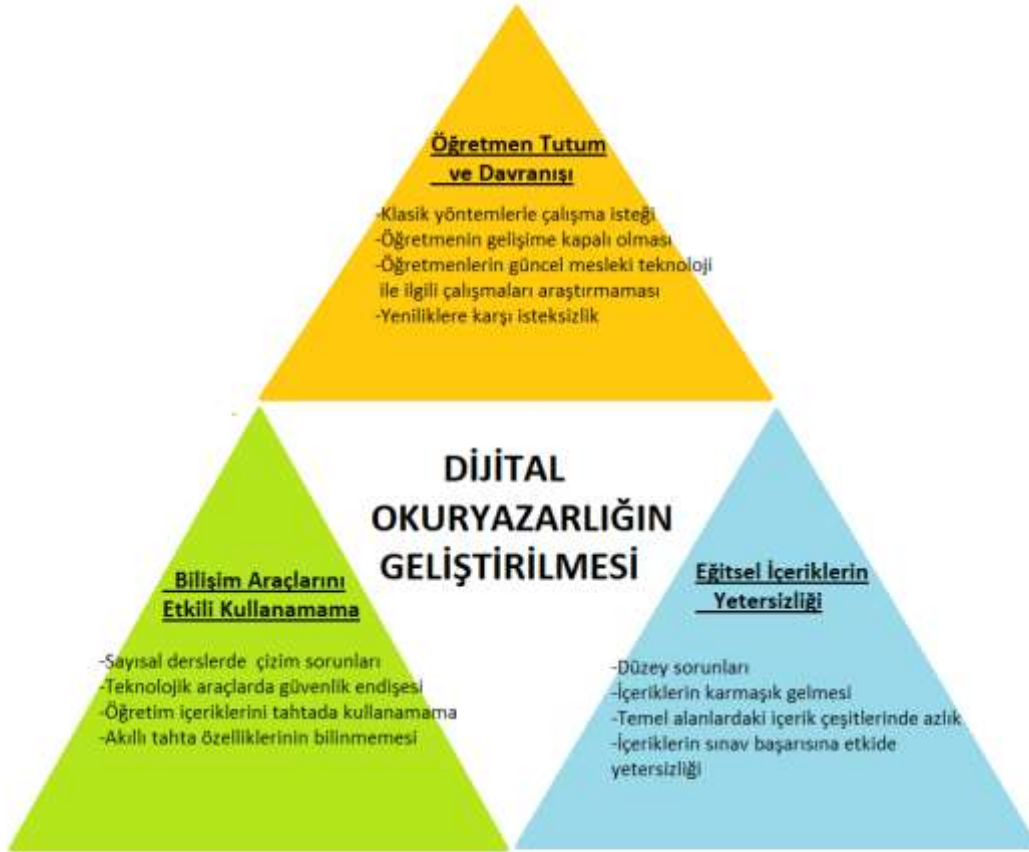 Öğretmen Tutum
ve Davranışı
-Klasik yöntemlerle çalışma isteği
-Öğretmenin gelişime kapalı olması
-Öğretmenlerin güncel mesleki teknoloji
ile ilgili çalışmaları araştırmaması
-Yeniliklere karşı isteksizlik
DİJİTAL
OKURYAZARLIĞIN
GELİŞTİRİLMESİ
Bilişim Araçlarını
Etkili Kullanamama
-Sayısal derslerde çizim sorunları
-Teknolojik araçlarda güvenlik endişesi
-Öğretim içeriklerini tahtada kullanamama
-Akıllı tahta özelliklerinin bilinmemesi
Eğitsel İçeriklerin
Yetersizliği
-Düzey sorunları
-İçeriklerin karmaşık gelmesi
-Temel alanlardaki içerik çeşitlerinde azlık
-İçeriklerin sınav başarısına etkide
yetersizliği